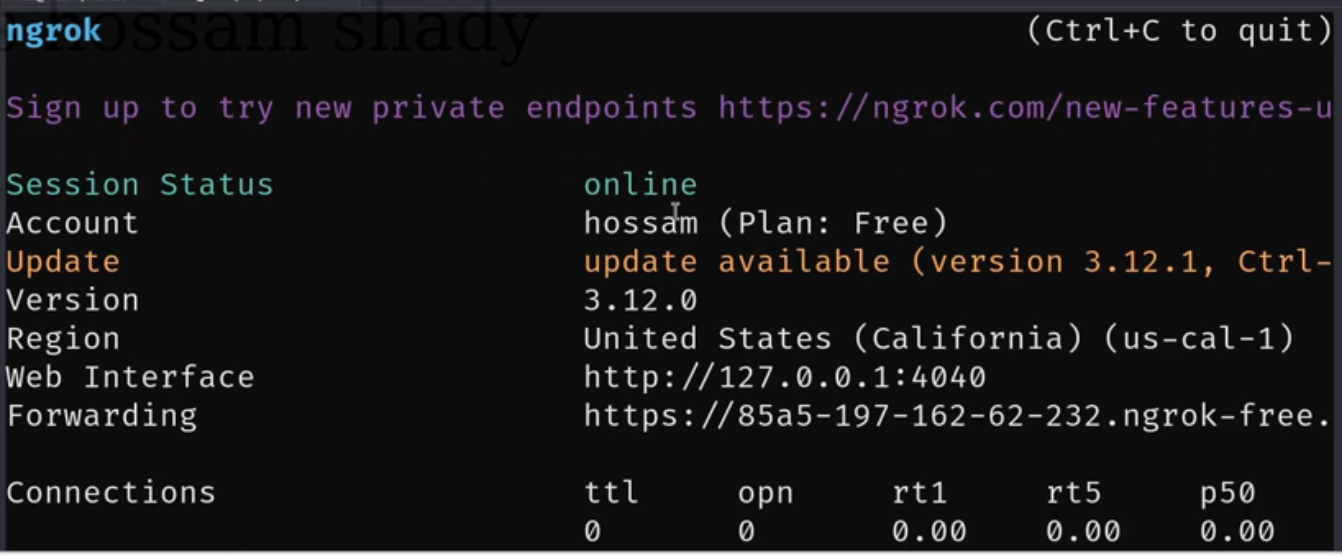 hossam shady
ngrok (Ctrl+C to quit)
Sign up to try new private endpoints https://ngrok.com/new-features-u
Session Status online
Account hossam (Plan: Free)
Update update available (version 3.12.1, Ctrl-
Version 3.12.0
Region United States (California) (us-cal-1)
Web Interface http://127.0.0.1:4040
Forwarding https://85a5-197-162-62-232.ngrok-free.
Connections ttl opn rt1 rt5 p50
0 0 0.00 0.00 0.00